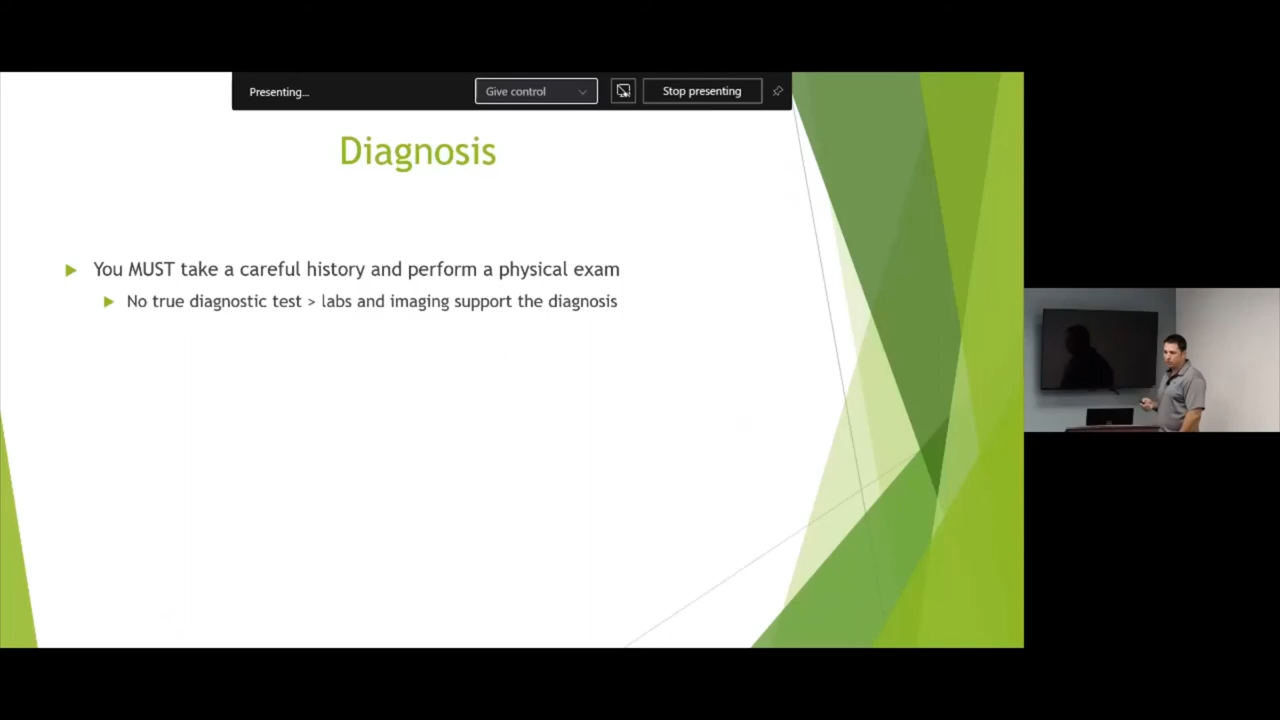 Presenting...
Give control
Stop presenting
Diagnosis
You MUST take a careful history and perform a physical exam
No true diagnostic test > labs and imaging support the diagnosis